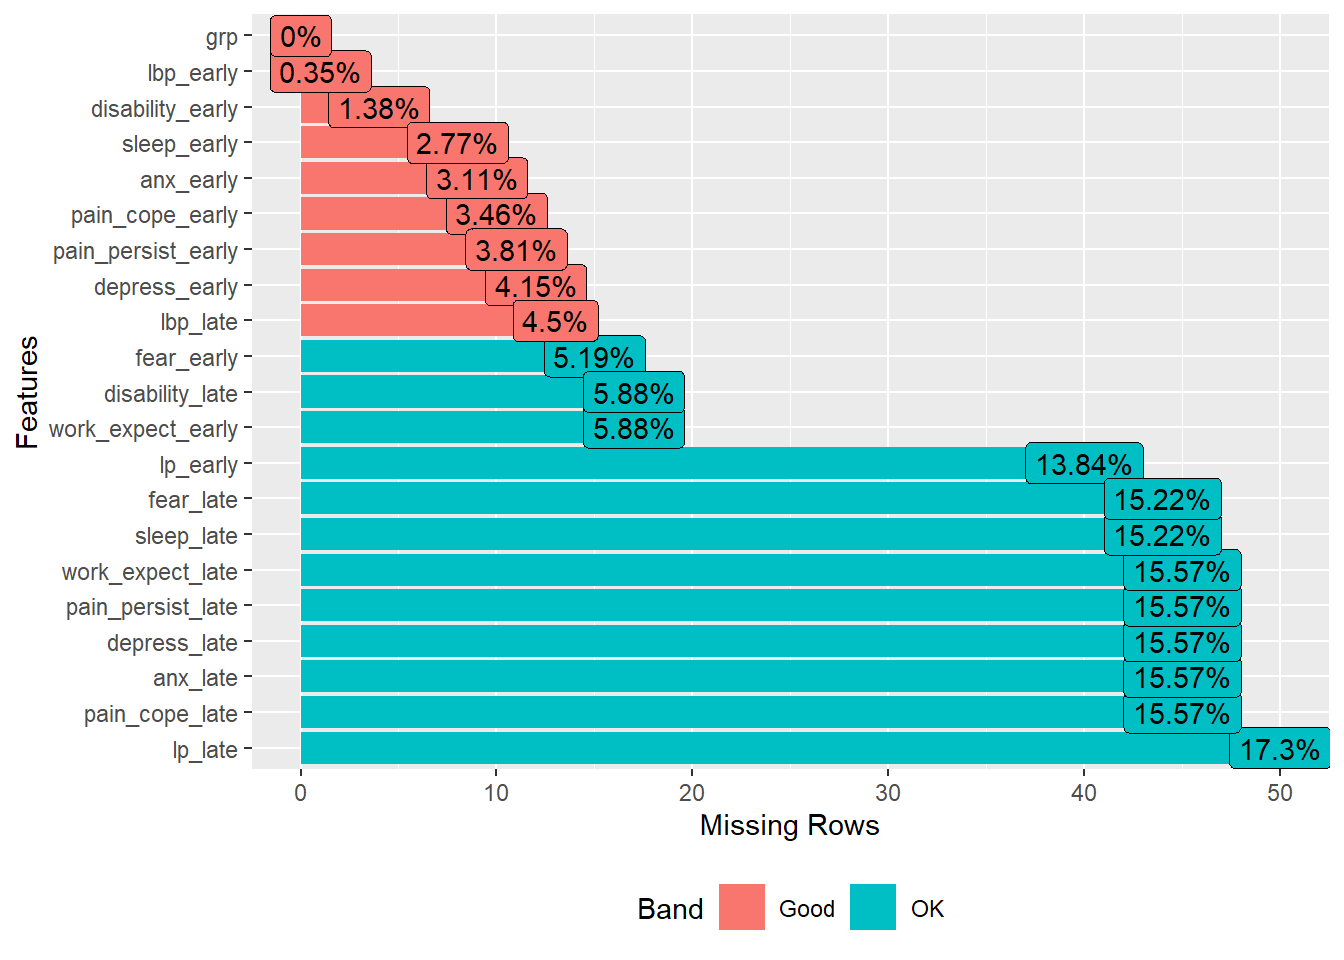 grp 0%
lbp_early 0.35%
disability_early 1.38%
sleep_early 2.77%
anx_early 3.11%
pain_cope_early 3.46%
pain_persist_early 3.81%
depress_early 4.15%
lbp_late 4.5%
fear_early 5.19%
disability_late 5.88%
work_expect_early 5.88%
lp_early 13.84%
fear_late 15.22%
sleep_late 15.22%
work_expect_late 15.57%
pain_persist_late 15.57%
depress_late 15.57%
anx_late 15.57%
pain_cope_late 15.57%
lp_late 17.3%
Features
0 10 20 30 40 50
Missing Rows
Band Good OK